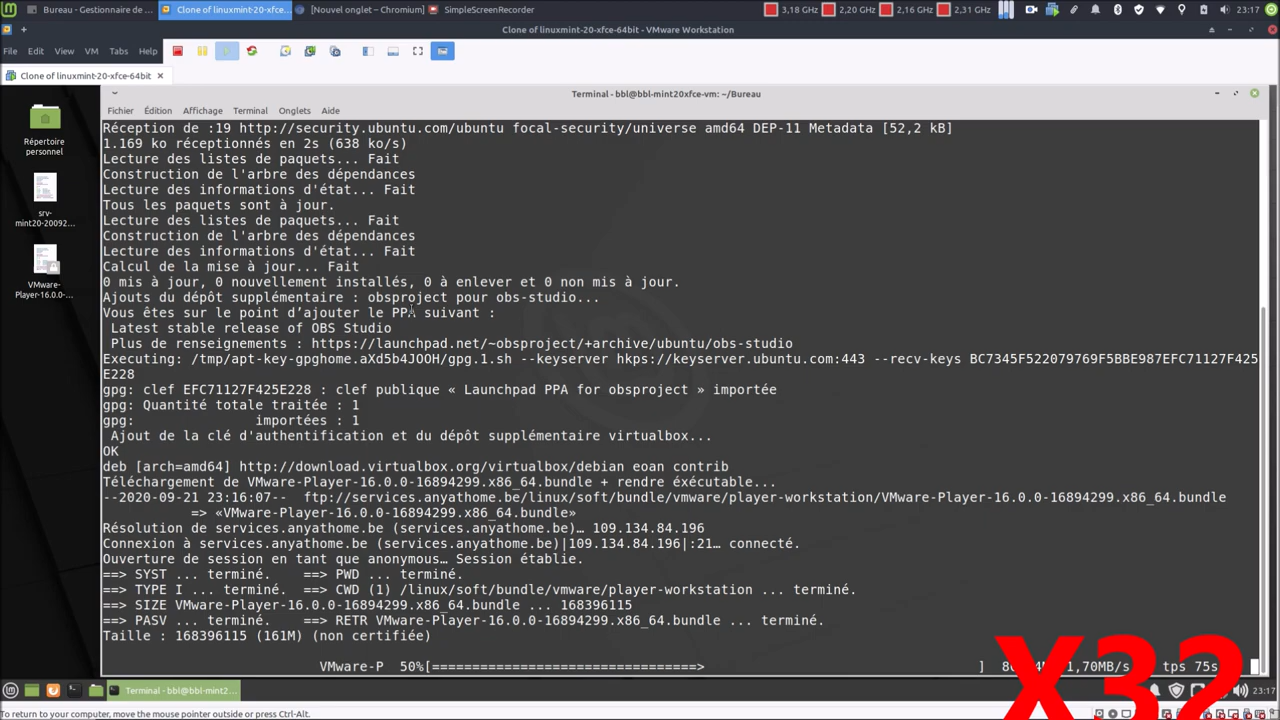 Bureau - Gestionnaire de ...
Clone of linuxmint-20-xfce...
[Nouvel onglet – Chromium]
SimpleScreenRecorder
3,18 GHz
2,20 GHz
2,16 GHz
2,31 GHz
23:17
Clone of linuxmint-20-xfce-64bit - VMware Workstation
File Edit View VM Tabs Help
Clone of linuxmint-20-xfce-64bit
Terminal - bbl@bbl-mint20xfce-vm: ~/Bureau
Fichier Édition Affichage Terminal Onglets Aide
Répertoire
personnel
srv-
mint20-20092...
VMware-
Player-16.0.0-...
Réception de :19 http://security.ubuntu.com/ubuntu focal-security/universe amd64 DEP-11 Metadata [52,2 kB]
1.169 ko réceptionnés en 2s (638 ko/s)
Lecture des listes de paquets... Fait
Construction de l'arbre des dépendances
Lecture des informations d'état... Fait
Tous les paquets sont à jour.
Lecture des listes de paquets... Fait
Construction de l'arbre des dépendances
Lecture des informations d'état... Fait
Calcul de la mise à jour... Fait
0 mis à jour, 0 nouvellement installés, 0 à enlever et 0 non mis à jour.
Ajouts du dépôt supplémentaire : obsproject pour obs-studio...
Vous êtes sur le point d’ajouter le PPA suivant :
Latest stable release of OBS Studio
Plus de renseignements : https://launchpad.net/~obsproject/+archive/ubuntu/obs-studio
Executing: /tmp/apt-key-gpghome.aXd5b4JOOH/gpg.1.sh --keyserver hkps://keyserver.ubuntu.com:443 --recv-keys BC7345F522079769F5BBE987EFC71127F425
E228
gpg: clef EFC71127F425E228 : clef publique « Launchpad PPA for obsproject » importée
gpg: Quantité totale traitée : 1
gpg: importées : 1
Ajout de la clé d'authentification et du dépôt supplémentaire virtualbox...
OK
deb [arch=amd64] http://download.virtualbox.org/virtualbox/debian eoan contrib
Téléchargement de VMware-Player-16.0.0-16894299.x86_64.bundle + rendre éxécutable...
--2020-09-21 23:16:07-- ftp://services.anyathome.be/linux/soft/bundle/vmware/player-workstation/VMware-Player-16.0.0-16894299.x86_64.bundle
=> «VMware-Player-16.0.0-16894299.x86_64.bundle»
Résolution de services.anyathome.be (services.anyathome.be)… 109.134.84.196
Connexion à services.anyathome.be (services.anyathome.be)|109.134.84.196|:21… connecté.
Ouverture de session en tant que anonymous… Session établie.
==> SYST ... terminé. ==> PWD ... terminé.
==> TYPE I ... terminé. ==> CWD (1) /linux/soft/bundle/vmware/player-workstation ... terminé.
==> SIZE VMware-Player-16.0.0-16894299.x86_64.bundle ... 168396115
==> PASV ... terminé. ==> RETR VMware-Player-16.0.0-16894299.x86_64.bundle ... terminé.
Taille : 168396115 (161M) (non certifiée)
VMware-P 50%[=================================> ] 1,70MB/s tps 75s
X32
Terminal - bbl@bbl-mint2...
23:17
To return to your computer, move the mouse pointer outside or press Ctrl-Alt.